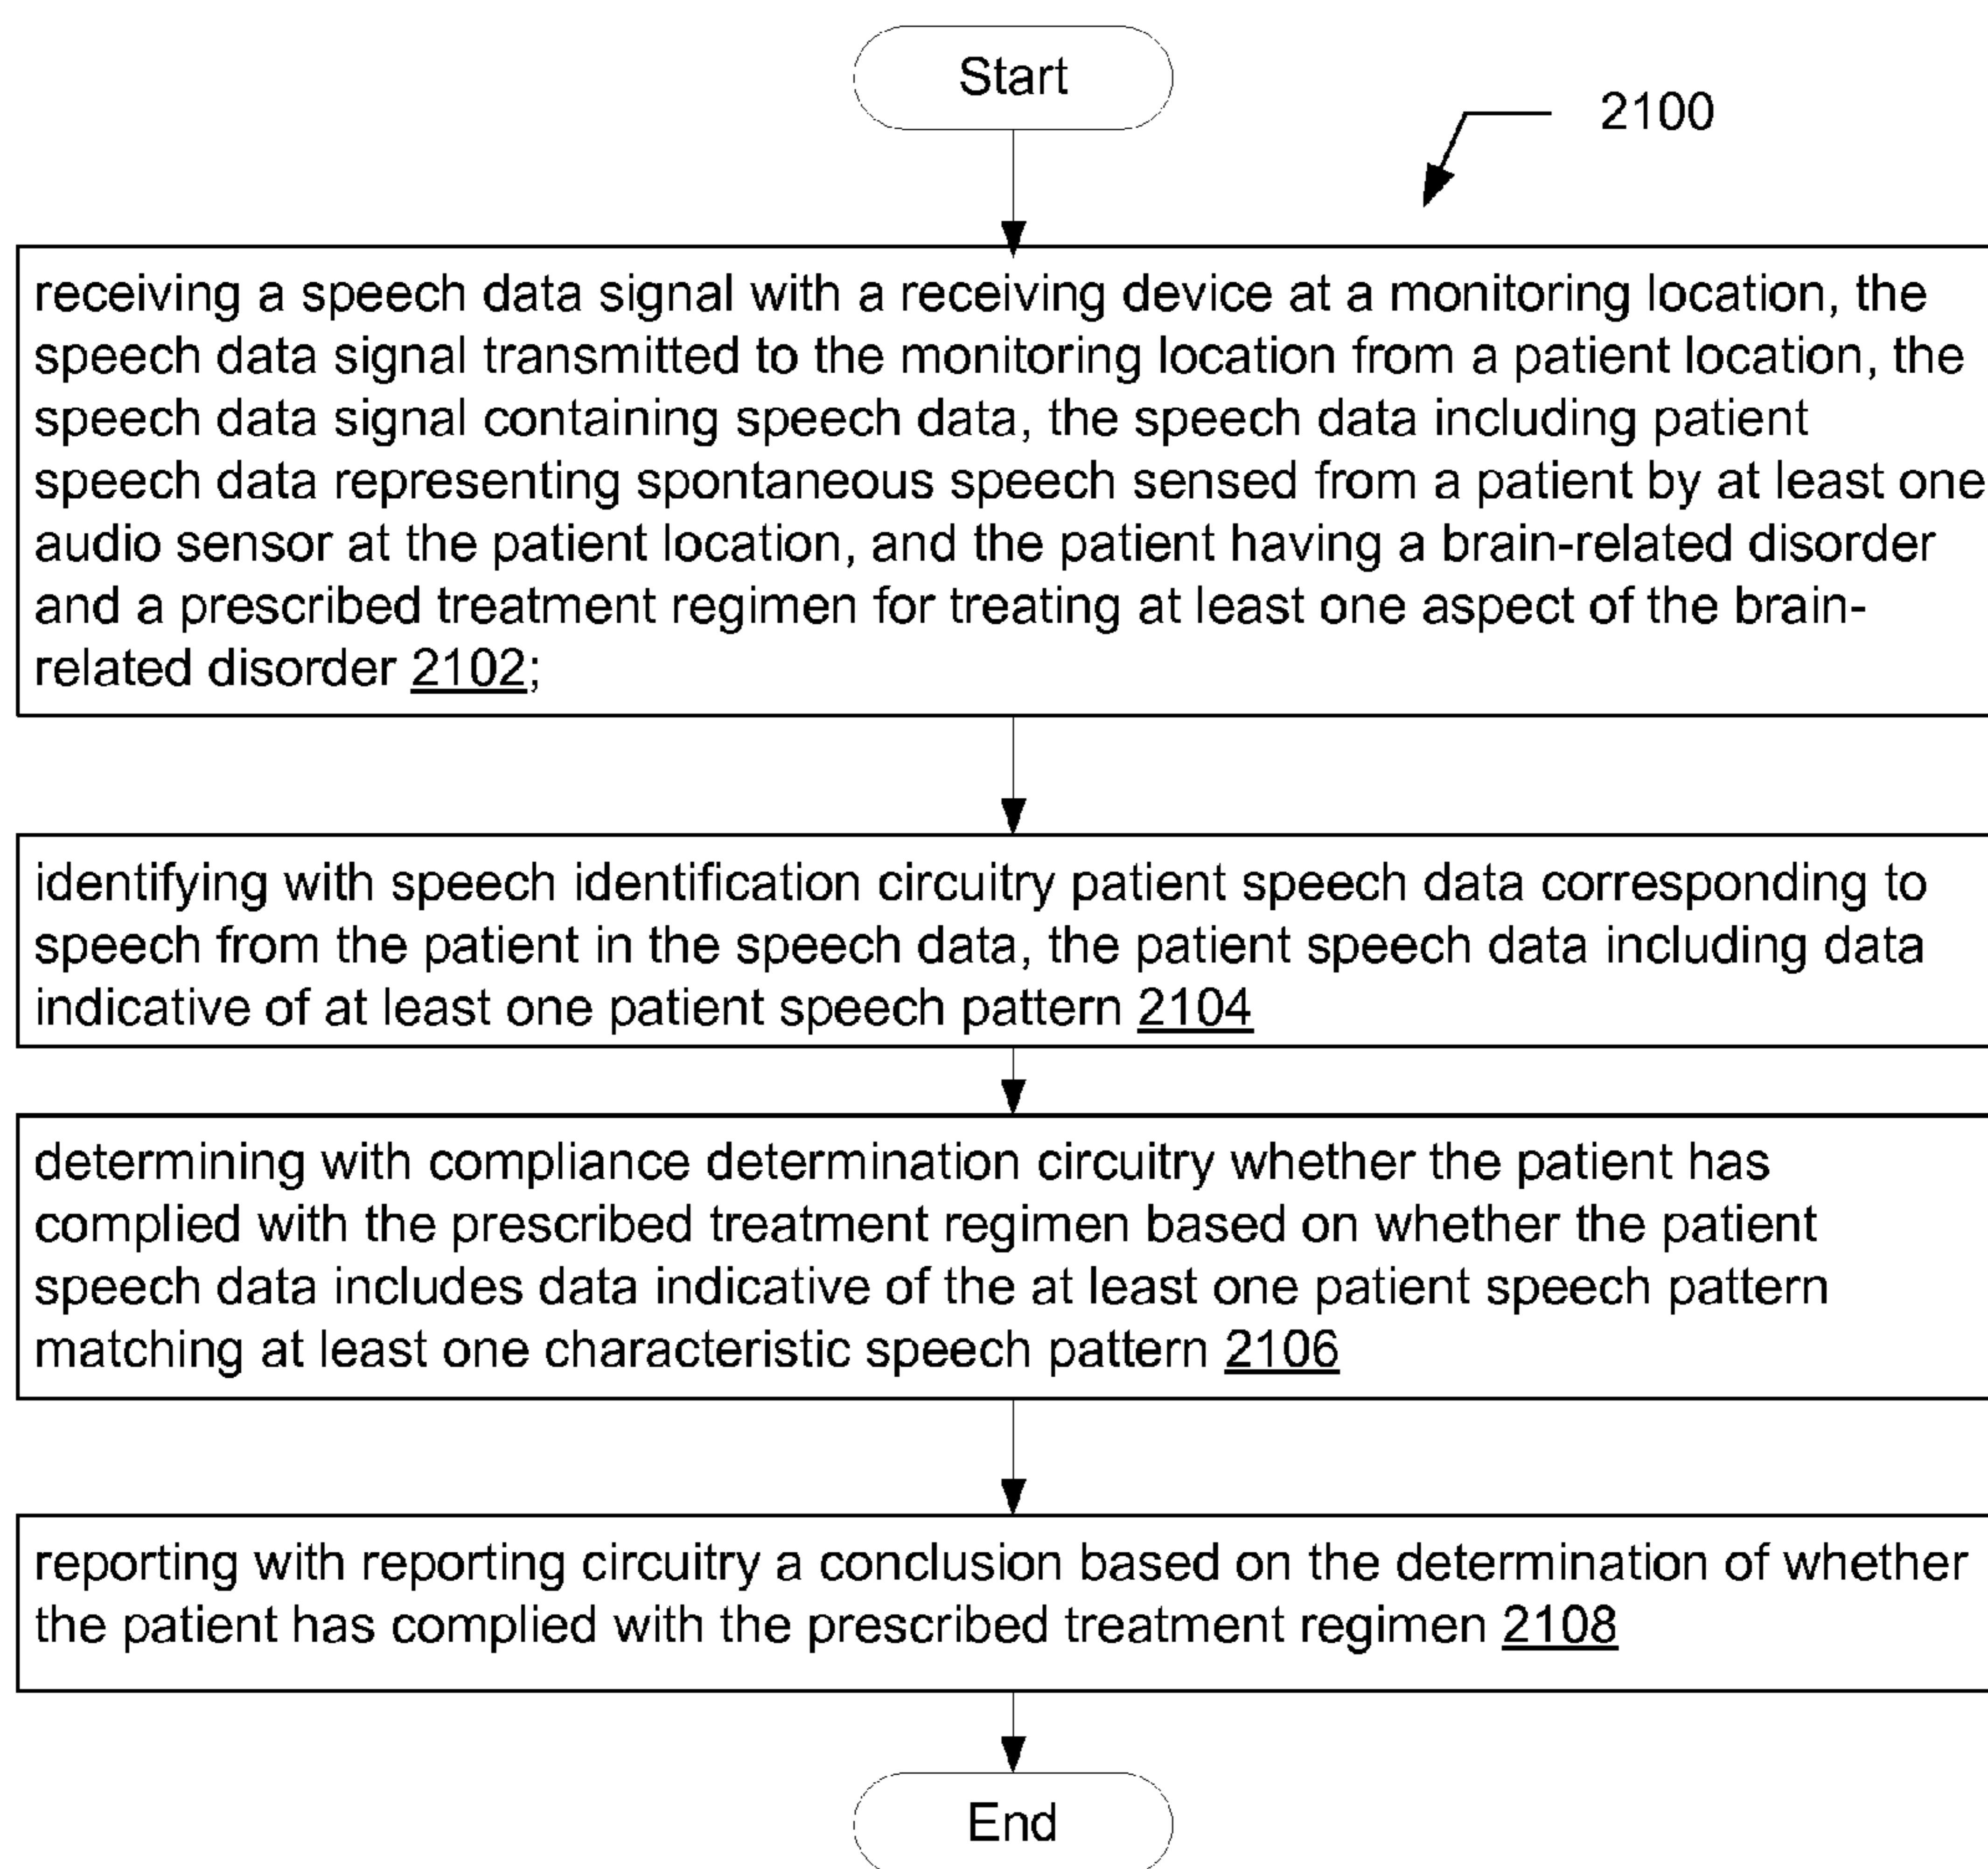 Start
2100
receiving a speech data signal with a receiving device at a monitoring location, the
speech data signal transmitted to the monitoring location from a patient location, the
speech data signal containing speech data, the speech data including patient
speech data representing spontaneous speech sensed from a patient by at least one
audio sensor at the patient location, and the patient having a brain-related disorder
and a prescribed treatment regimen for treating at least one aspect of the brain-
related disorder 2102;
identifying with speech identification circuitry patient speech data corresponding to
speech from the patient in the speech data, the patient speech data including data
indicative of at least one patient speech pattern 2104
determining with compliance determination circuitry whether the patient has
complied with the prescribed treatment regimen based on whether the patient
speech data includes data indicative of the at least one patient speech pattern
matching at least one characteristic speech pattern 2106
reporting with reporting circuitry a conclusion based on the determination of whether
the patient has complied with the prescribed treatment regimen 2108
End